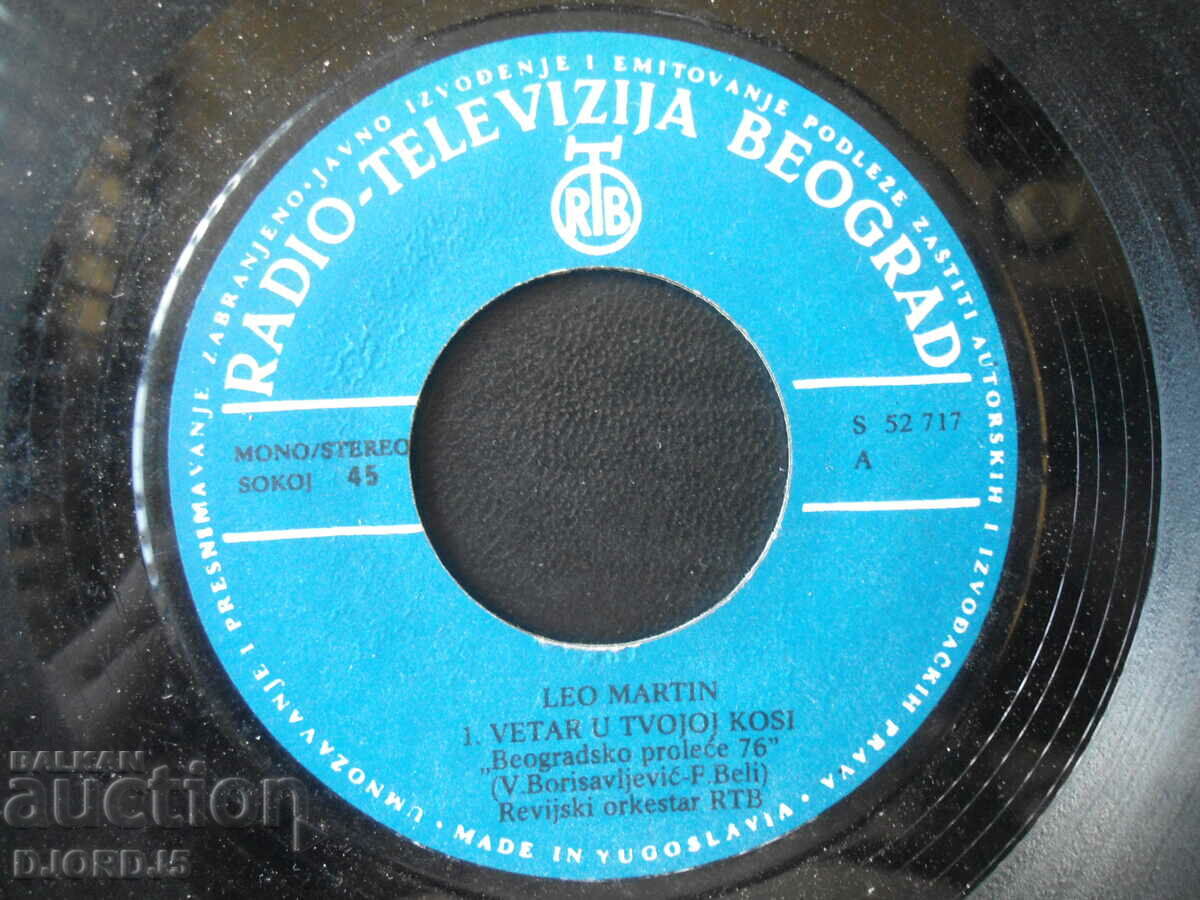 UMNOZAVANJE I PRESNIMAVANJE ZABRANJENO·JAVNO IZVOĐENJE I EMITOVANJE PODLEŽE ZAŠTITI AUTORSKIH I IZVOĐAČKIH PRAVA·
RADIO-TELEVIZIJA BEOGRAD
RTB
MONO/STEREO
SOKOJ 45
S 52 717
A
LEO MARTIN
1. VETAR U TVOJOJ KOSI
"Beogradsko proleće 76"
(V.Borisavljević-F.Beli)
Revijski orkestar RTB
· MADE IN YUGOSLAVIA ·
BALKAN
auction
DJORDJ5